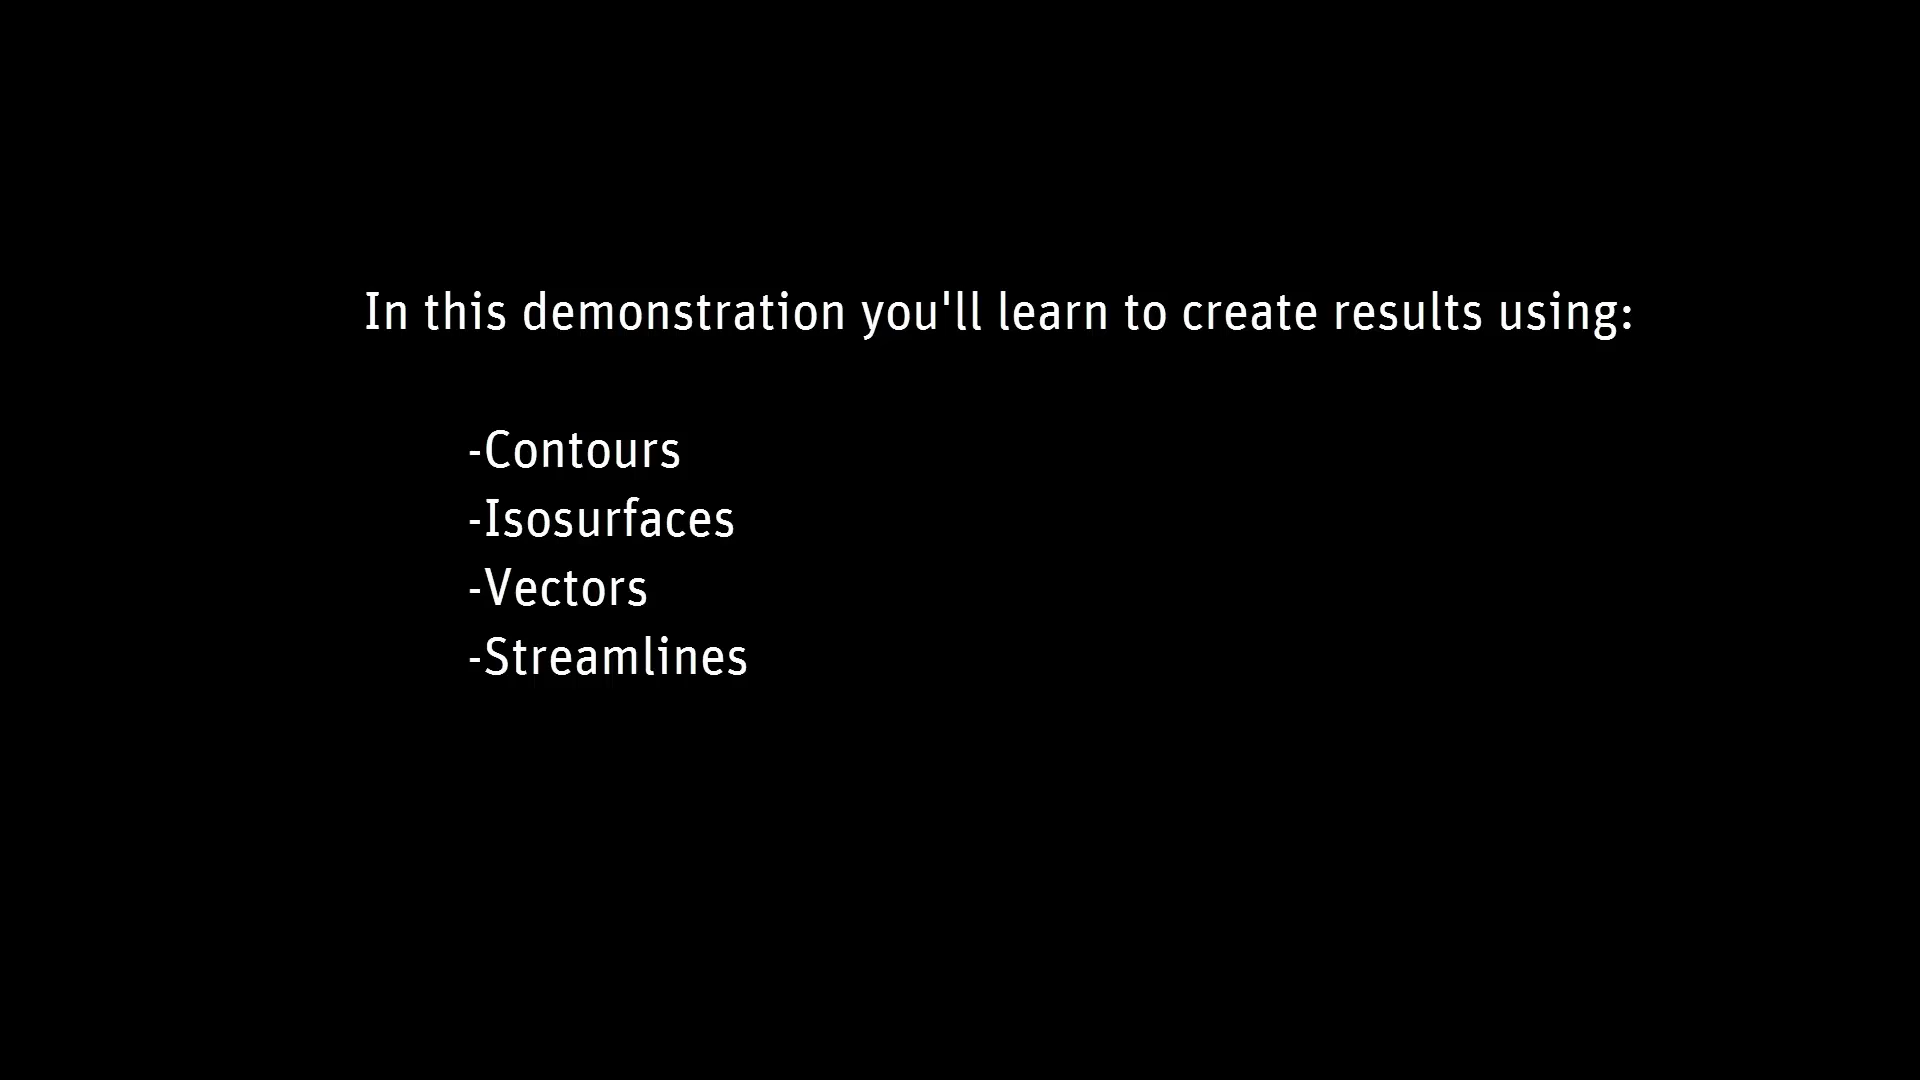 In this demonstration you'll learn to create results using:
-Contours
-Isosurfaces
-Vectors
-Streamlines